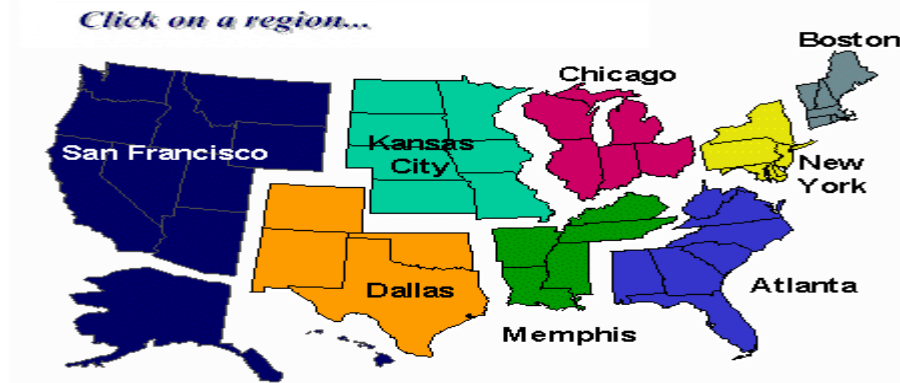 Click on a region...
Boston
Chicago
San Francisco
Kansas
City
New
York
Dallas
Atlanta
Memphis